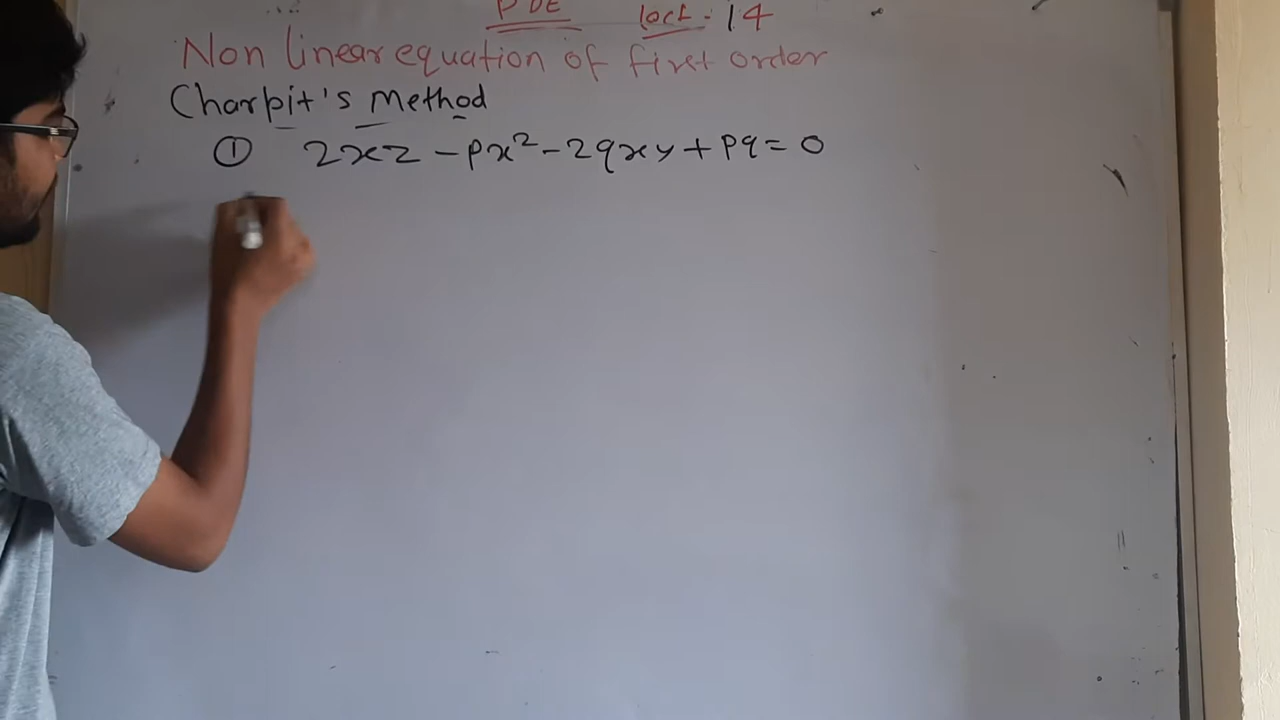 PDE lect. 14
Non linear equation of first order
Charpit's Method
① 2xz - px² - 2qxy + pq = 0